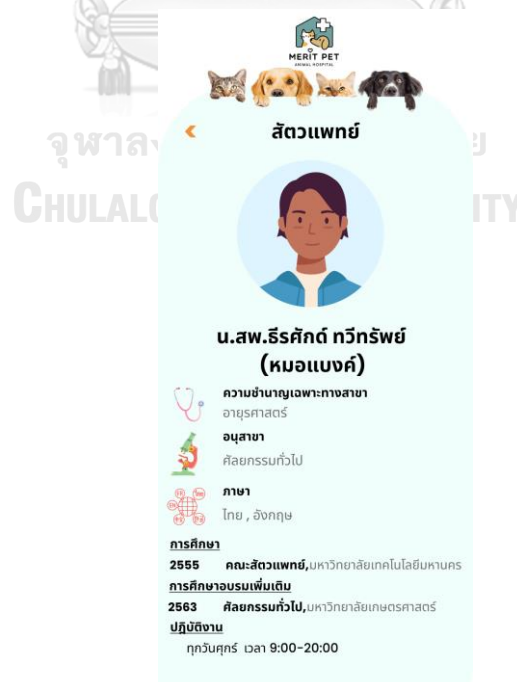 MERIT PET
ANIMAL HOSPITAL
สัตวแพทย์
จุฬาล
ย
CHULAL
ITY
น.สพ.ธีรศักด์ ทวีทรัพย์
(หมอแบงค์)
ความชำนาญเฉพาะทางสาขา
อายุรศาสตร์
อนุสาขา
ศัลยกรรมทั่วไป
ภาษา
ไทย , อังกฤษ
การศึกษา
2555 คณะสัตวแพทย์,มหาวิทยาลัยเทคโนโลยีมหานคร
การศึกษาอบรมเพิ่มเติม
2563 ศัลยกรรมทั่วไป,มหาวิทยาลัยเกษตรศาสตร์
ปฏิบัติงาน
ทุกวันศุกร์ เวลา 9:00-20:00